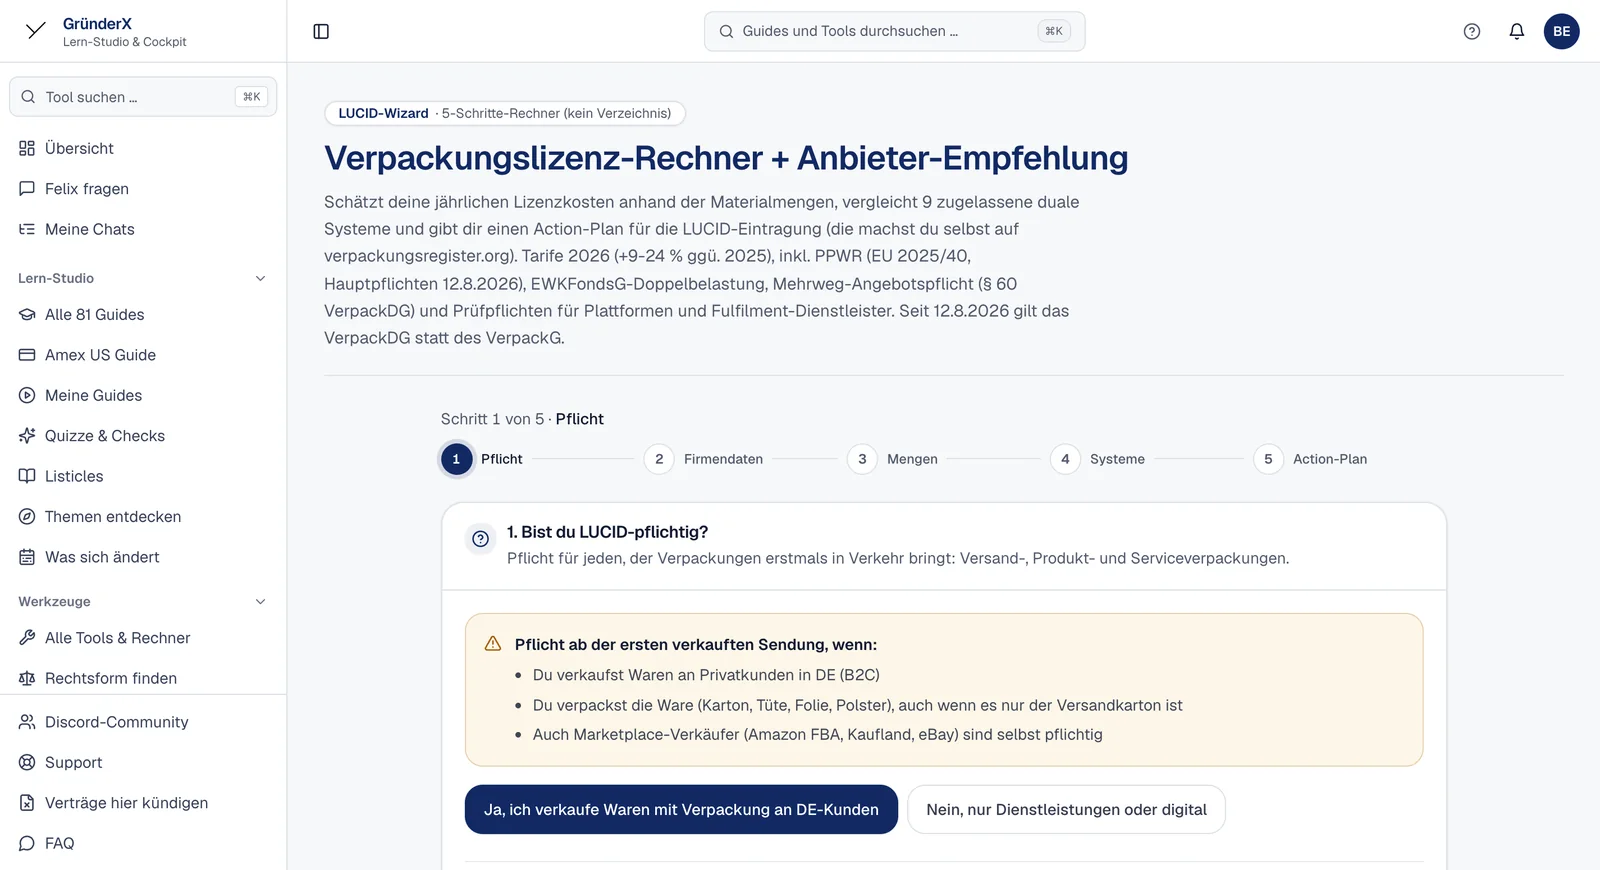 GründerX
Lern-Studio & Cockpit
Tool suchen ...
⌘K
Übersicht
Felix fragen
Meine Chats
Lern-Studio
Alle 81 Guides
Amex US Guide
Meine Guides
Quizze & Checks
Listicles
Themen entdecken
Was sich ändert
Werkzeuge
Alle Tools & Rechner
Rechtsform finden
Discord-Community
Support
Verträge hier kündigen
FAQ
Guides und Tools durchsuchen ...
⌘K
BE
LUCID-Wizard · 5-Schritte-Rechner (kein Verzeichnis)
Verpackungslizenz-Rechner + Anbieter-Empfehlung
Schätzt deine jährlichen Lizenzkosten anhand der Materialmengen, vergleicht 9 zugelassene duale
Systeme und gibt dir einen Action-Plan für die LUCID-Eintragung (die machst du selbst auf
verpackungsregister.org). Tarife 2026 (+9-24 % ggü. 2025), inkl. PPWR (EU 2025/40,
Hauptpflichten 12.8.2026), EWKFondsG-Doppelbelastung, Mehrweg-Angebotspflicht (§ 60
VerpackDG) und Prüfpflichten für Plattformen und Fulfilment-Dienstleister. Seit 12.8.2026 gilt das
VerpackDG statt des VerpackG.
Schritt 1 von 5 · Pflicht
1 Pflicht
2 Firmendaten
3 Mengen
4 Systeme
5 Action-Plan
1. Bist du LUCID-pflichtig?
Pflicht für jeden, der Verpackungen erstmals in Verkehr bringt: Versand-, Produkt- und Serviceverpackungen.
Pflicht ab der ersten verkauften Sendung, wenn:
• Du verkaufst Waren an Privatkunden in DE (B2C)
• Du verpackst die Ware (Karton, Tüte, Folie, Polster), auch wenn es nur der Versandkarton ist
• Auch Marketplace-Verkäufer (Amazon FBA, Kaufland, eBay) sind selbst pflichtig
Ja, ich verkaufe Waren mit Verpackung an DE-Kunden
Nein, nur Dienstleistungen oder digital